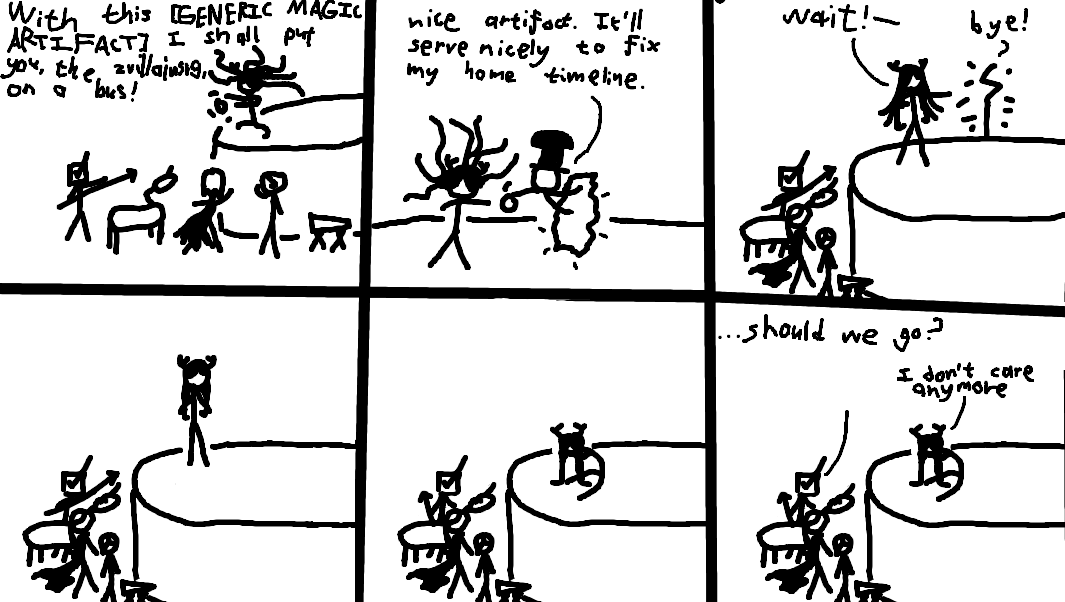 With this [GENERIC MAGIC
ARTIFACT] I shall put
you, the
on a bus!
nice artifact. It'll
serve nicely to fix
my home timeline.
wait!—
bye!
...should we go?
I don't care
anymore